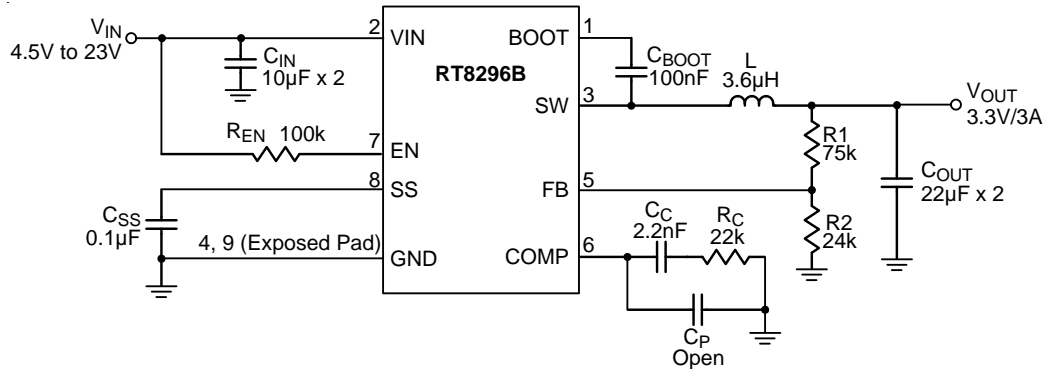 VIN
4.5V to 23V
CIN
10µF x 2
REN 100k
CSS
0.1µF
4, 9 (Exposed Pad)
2
7
8
VIN
EN
SS
GND
RT8296B
BOOT
SW
FB
COMP
1
3
5
6
CBOOT
100nF
L
3.6µH
VOUT
3.3V/3A
R1
75k
COUT
22µF x 2
R2
24k
CC
2.2nF
RC
22k
CP
Open